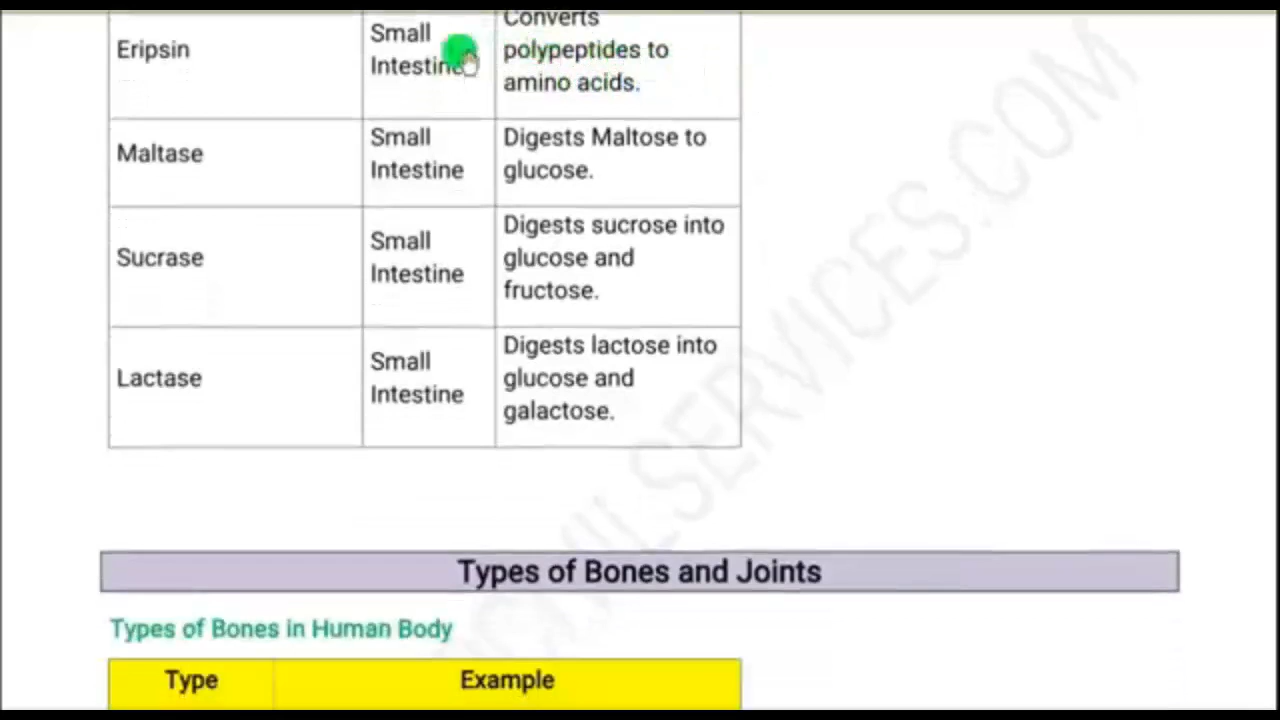 Eripsin
Small
Intestine
Converts
polypeptides to
amino acids.
Maltase
Small
Intestine
Digests Maltose to
glucose.
Sucrase
Small
Intestine
Digests sucrose into
glucose and
fructose.
Lactase
Small
Intestine
Digests lactose into
glucose and
galactose.
Types of Bones and Joints
Types of Bones in Human Body
Type
Example
SERVICES.COM